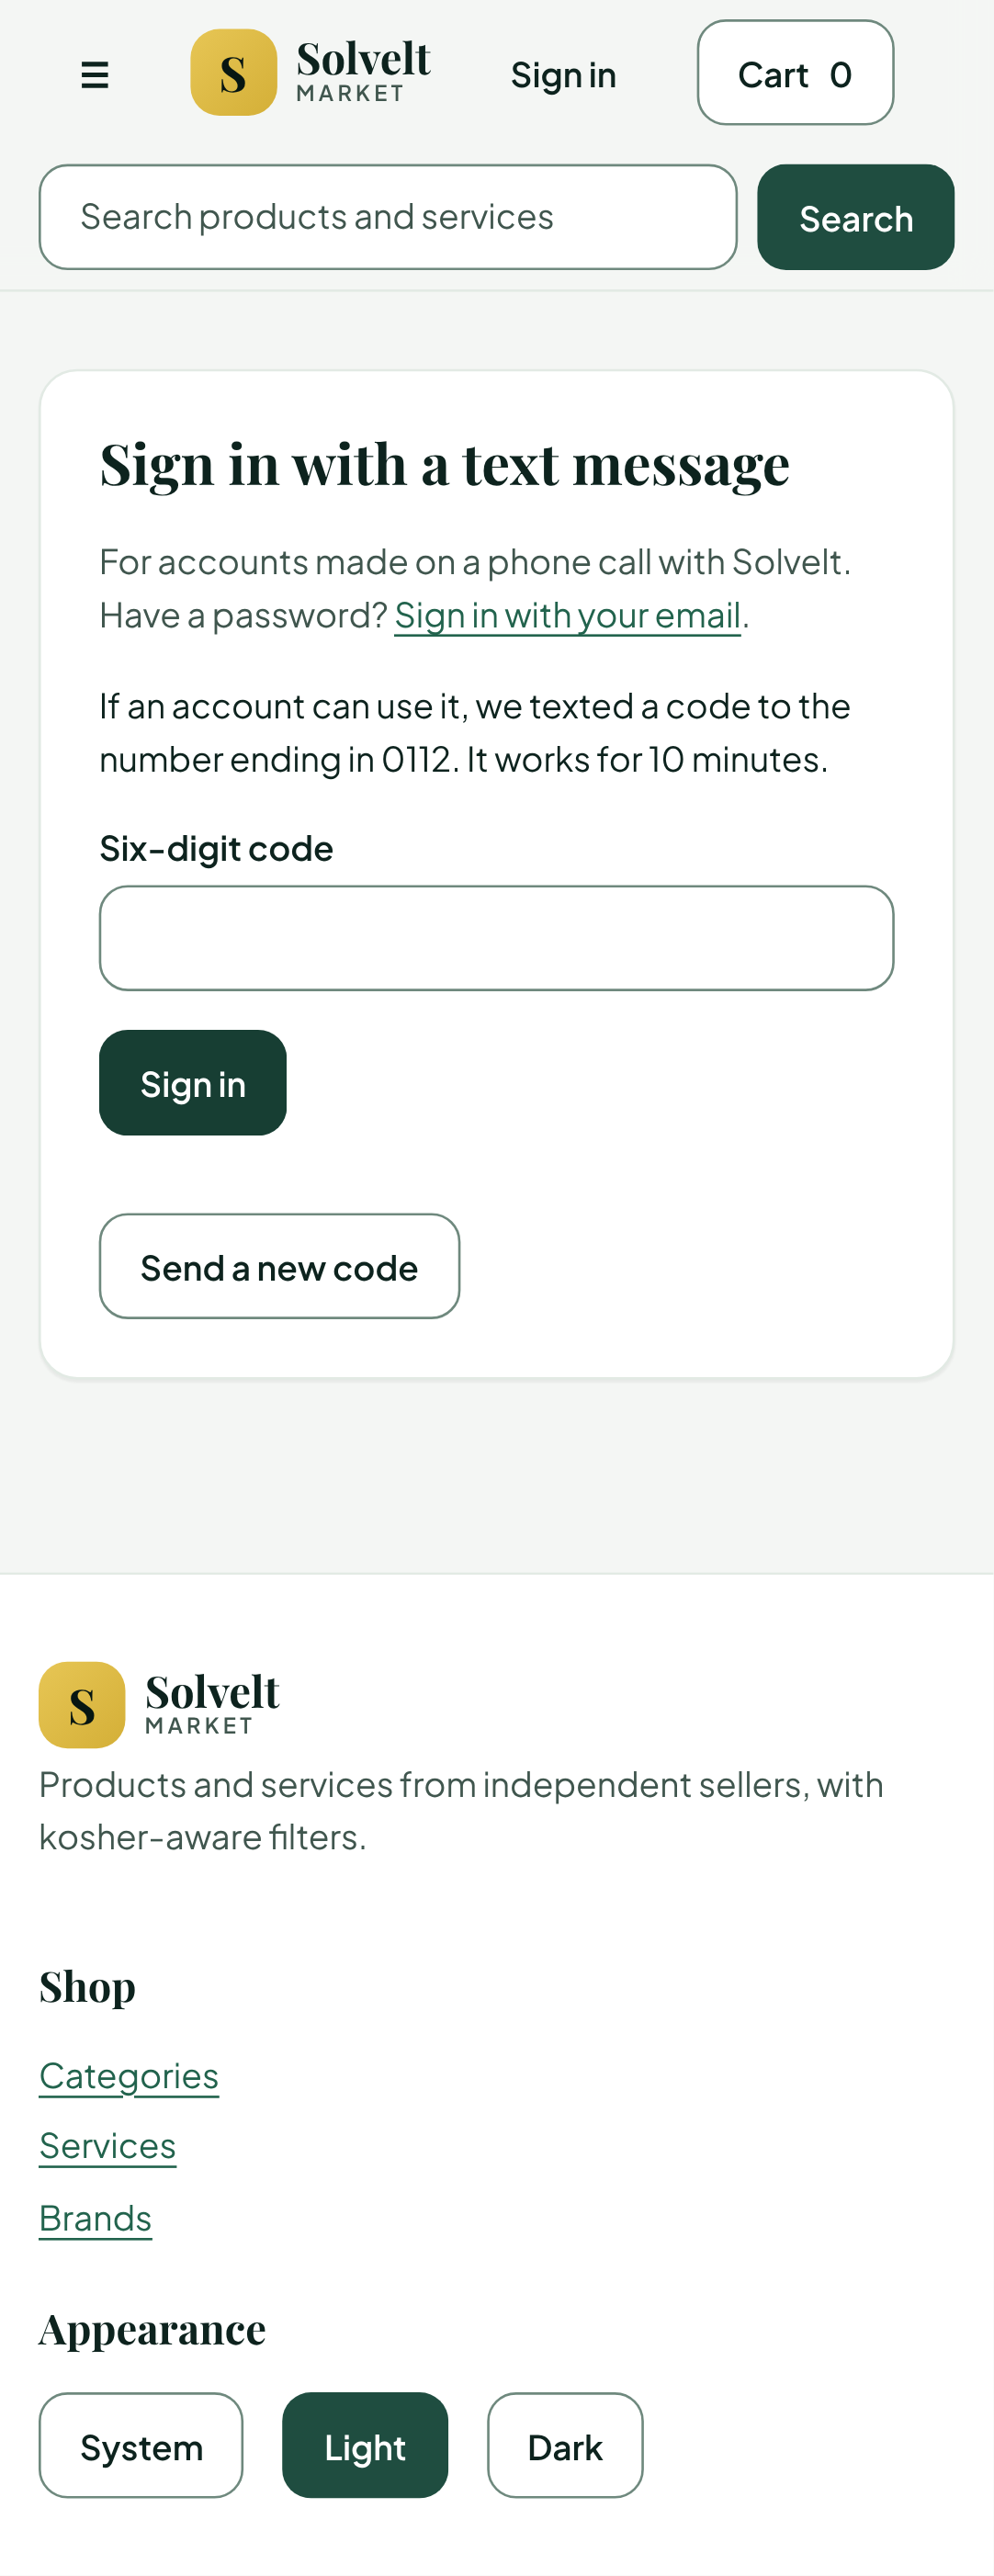 ☰ S Solvelt MARKET Sign in Cart 0
Search products and services Search
Sign in with a text message
For accounts made on a phone call with Solvelt.
Have a password? Sign in with your email.
If an account can use it, we texted a code to the
number ending in 0112. It works for 10 minutes.
Six-digit code
Sign in
Send a new code
S Solvelt MARKET
Products and services from independent sellers, with
kosher-aware filters.
Shop
Categories
Services
Brands
Appearance
System Light Dark